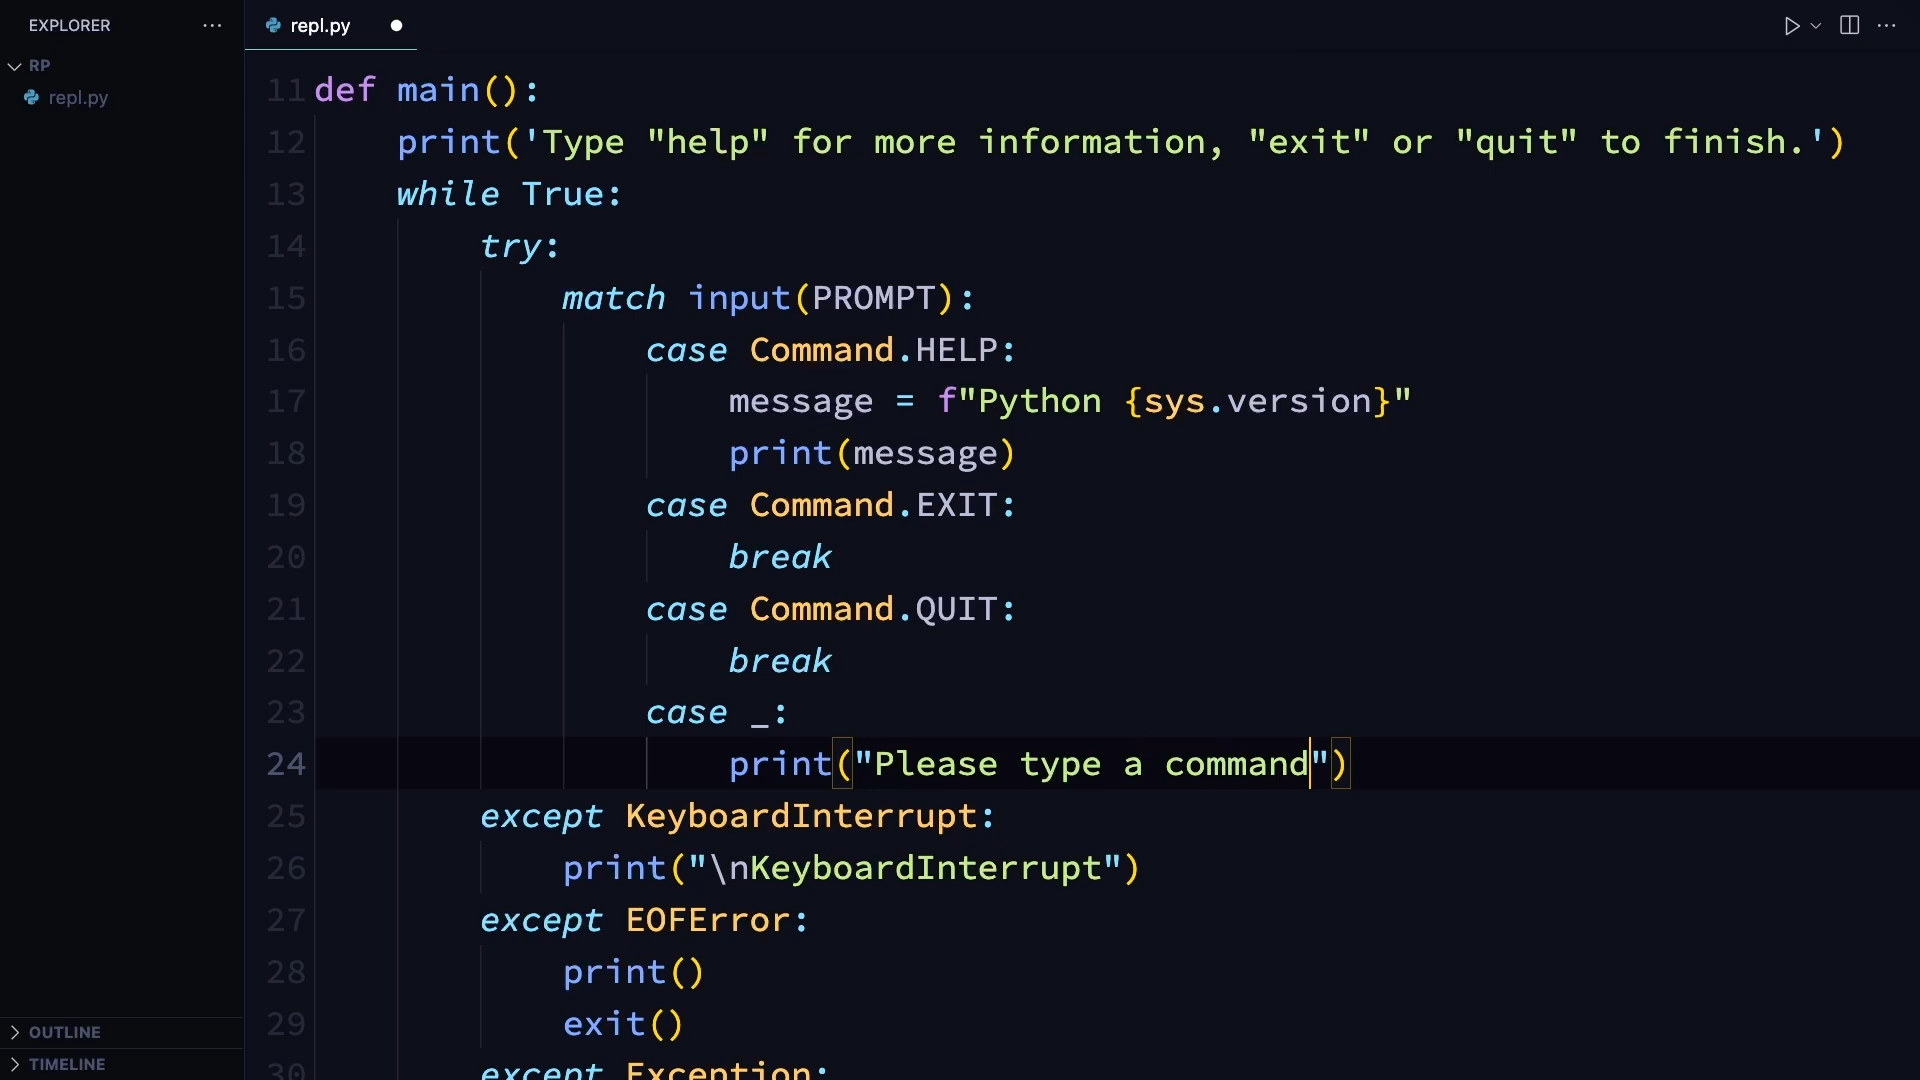 EXPLORER
RP
repl.py
OUTLINE
TIMELINE
repl.py
11 def main():
12 print('Type "help" for more information, "exit" or "quit" to finish.')
13 while True:
14 try:
15 match input(PROMPT):
16 case Command.HELP:
17 message = f"Python {sys.version}"
18 print(message)
19 case Command.EXIT:
20 break
21 case Command.QUIT:
22 break
23 case _:
24 print("Please type a command")
25 except KeyboardInterrupt:
26 print("\nKeyboardInterrupt")
27 except EOFError:
28 print()
29 exit()
30 except Exception: